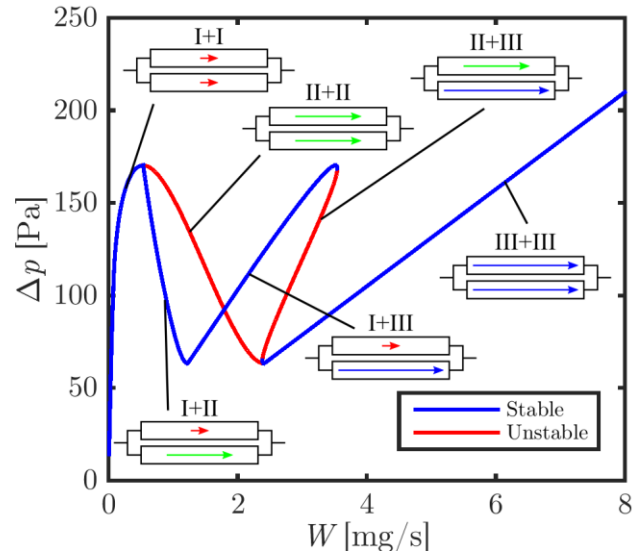 250
200
150
100
50
0
Δp [Pa]
I+I
II+II
II+III
III+III
I+III
I+II
Stable
Unstable
0 2 4 6 8
W [mg/s]